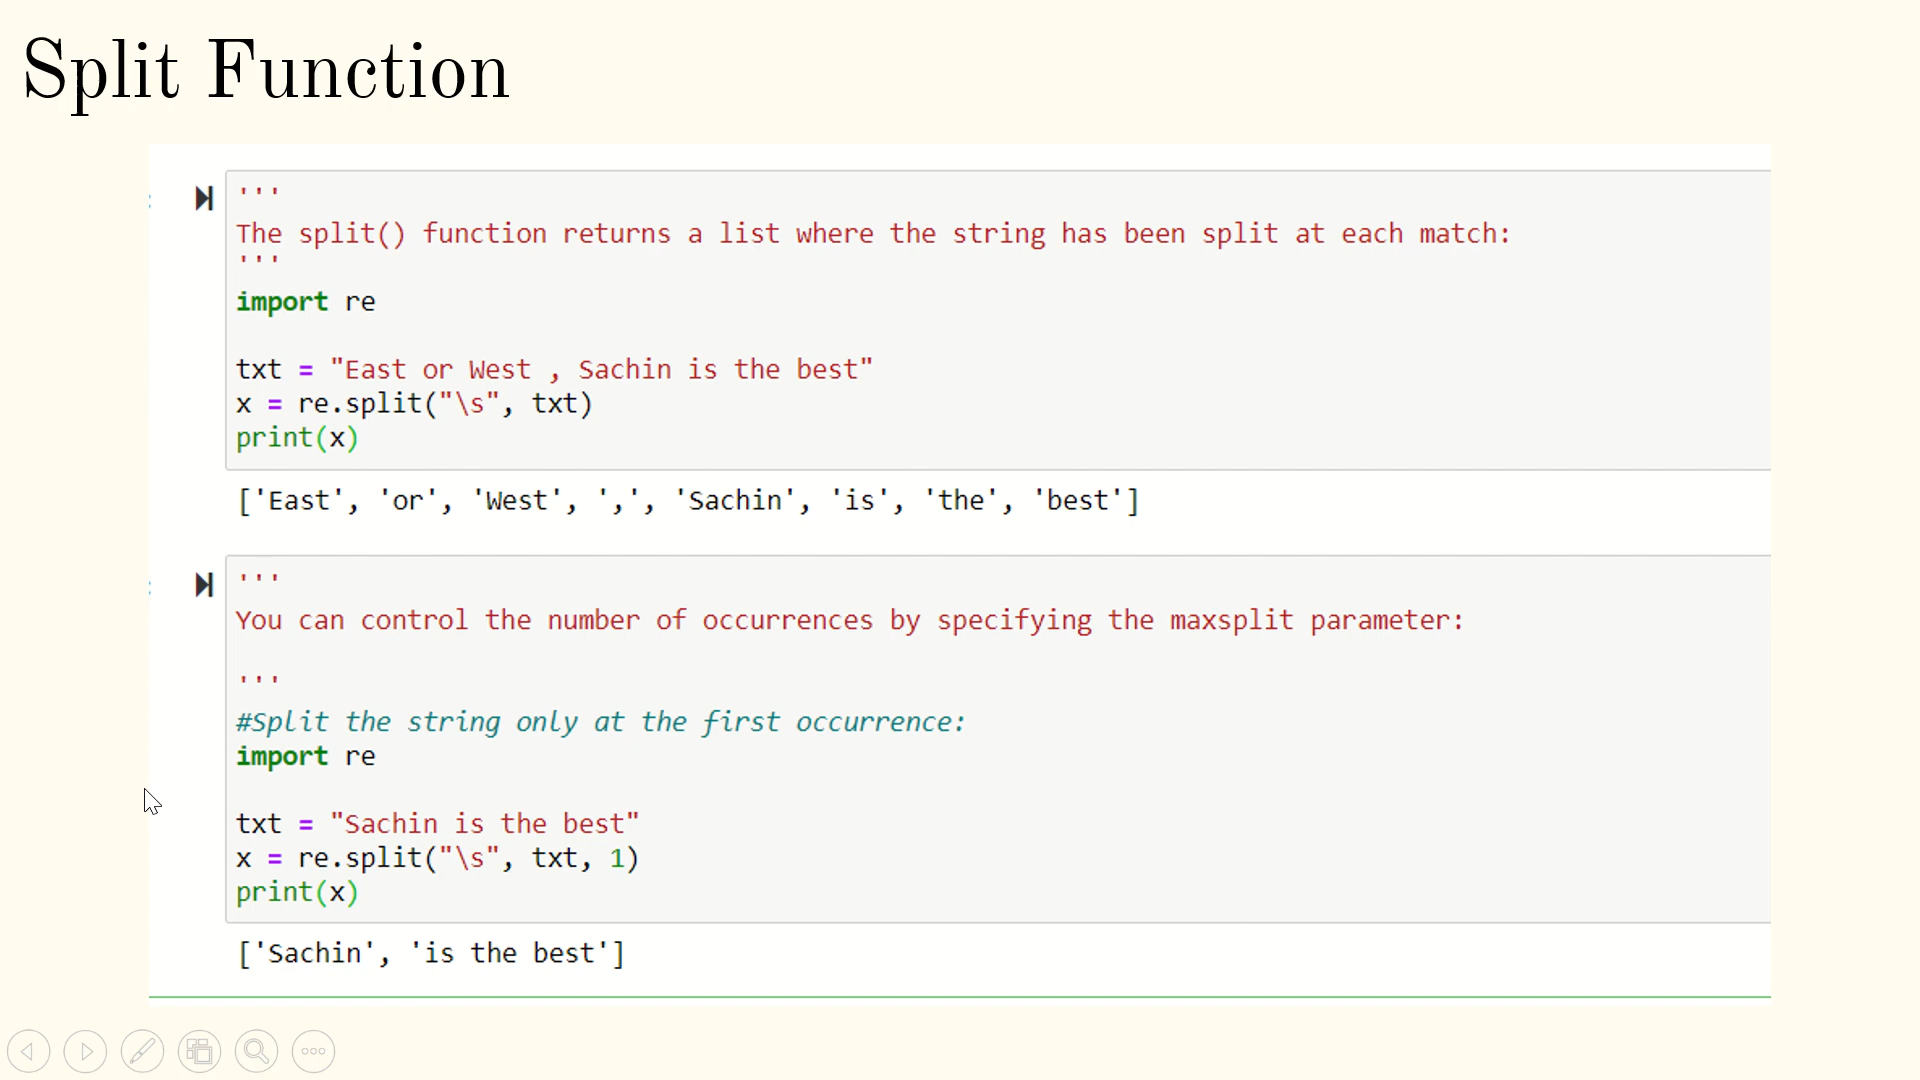 Split Function
'''
The split() function returns a list where the string has been split at each match:
'''
import re
txt = "East or West , Sachin is the best"
x = re.split("\s", txt)
print(x)
['East', 'or', 'West', ',', 'Sachin', 'is', 'the', 'best']
'''
You can control the number of occurrences by specifying the maxsplit parameter:
'''
#Split the string only at the first occurrence:
import re
txt = "Sachin is the best"
x = re.split("\s", txt, 1)
print(x)
['Sachin', 'is the best']